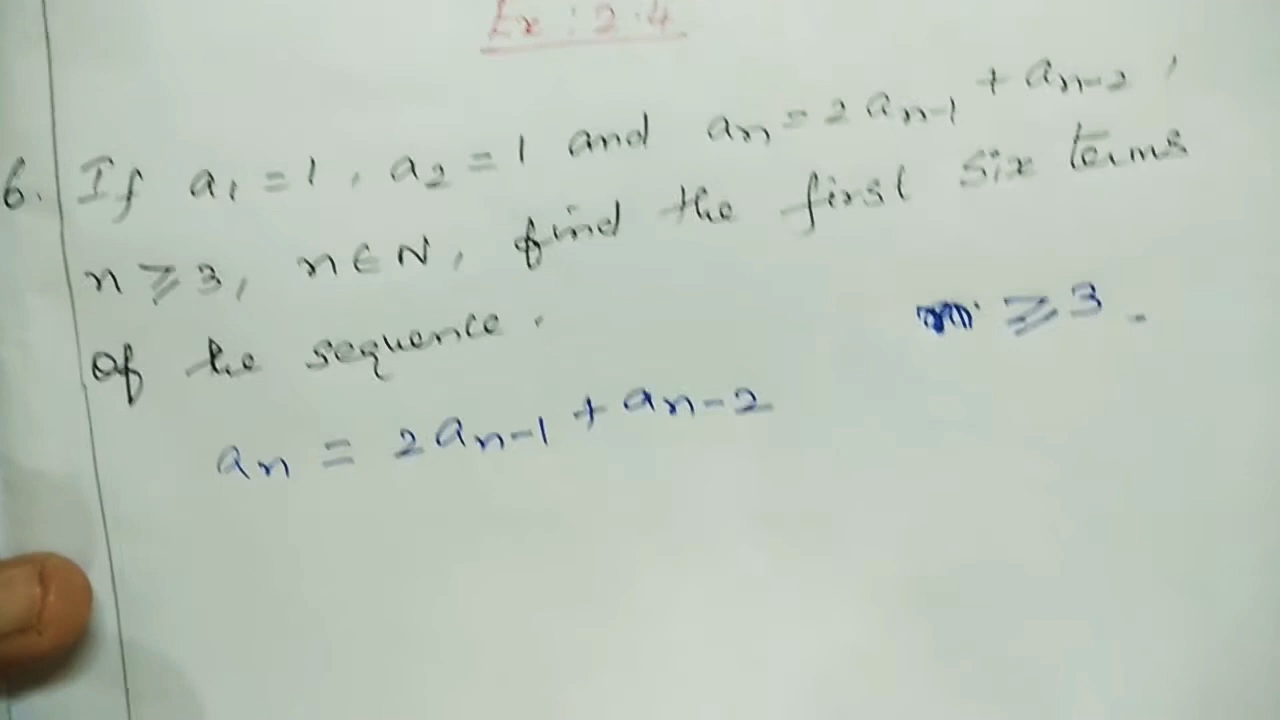 Ex : 2.4
6. If a₁ = 1, a₂ = 1 and aₙ = 2aₙ₋₁ + aₙ₋₂,
n ⩾ 3, n ∈ N, find the first six terms
of the sequence.
n ⩾ 3.
aₙ = 2aₙ₋₁ + aₙ₋₂